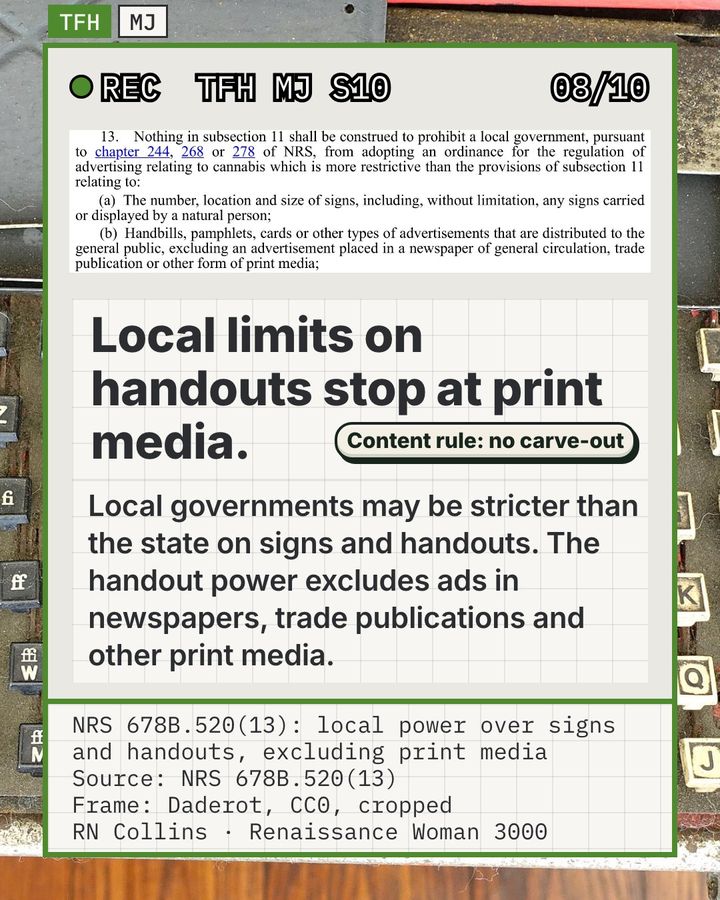 TFH MJ
REC TFH MJ S10 08/10
13. Nothing in subsection 11 shall be construed to prohibit a local government, pursuant
to chapter 244, 268 or 278 of NRS, from adopting an ordinance for the regulation of
advertising relating to cannabis which is more restrictive than the provisions of subsection 11
relating to:
(a) The number, location and size of signs, including, without limitation, any signs carried
or displayed by a natural person;
(b) Handbills, pamphlets, cards or other types of advertisements that are distributed to the
general public, excluding an advertisement placed in a newspaper of general circulation, trade
publication or other form of print media;
Local limits on
handouts stop at print
media.
Content rule: no carve-out
Local governments may be stricter than
the state on signs and handouts. The
handout power excludes ads in
newspapers, trade publications and
other print media.
NRS 678B.520(13): local power over signs
and handouts, excluding print media
Source: NRS 678B.520(13)
Frame: Daderot, CC0, cropped
RN Collins · Renaissance Woman 3000
Z
fi
ff
ffi
W
K
Q
J